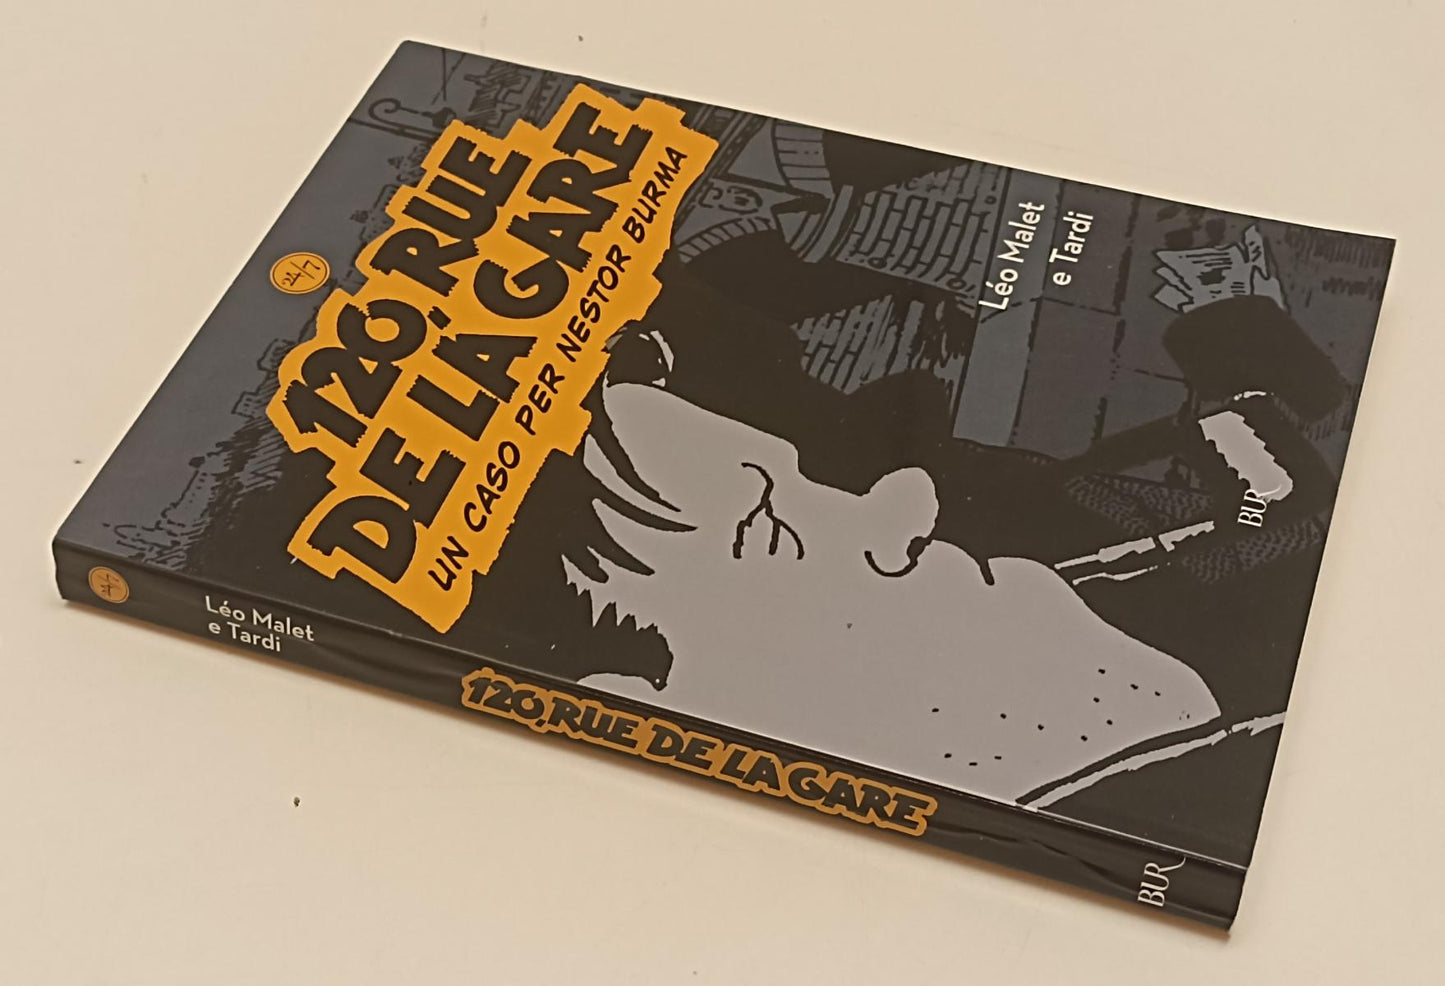 24/7
120, RUE
DE LA GARE
UN CASO PER NESTOR BURMA
Léo Malet
e Tardi
BUR
24/7
Léo Malet
e Tardi
120, RUE DE LA GARE
BUR